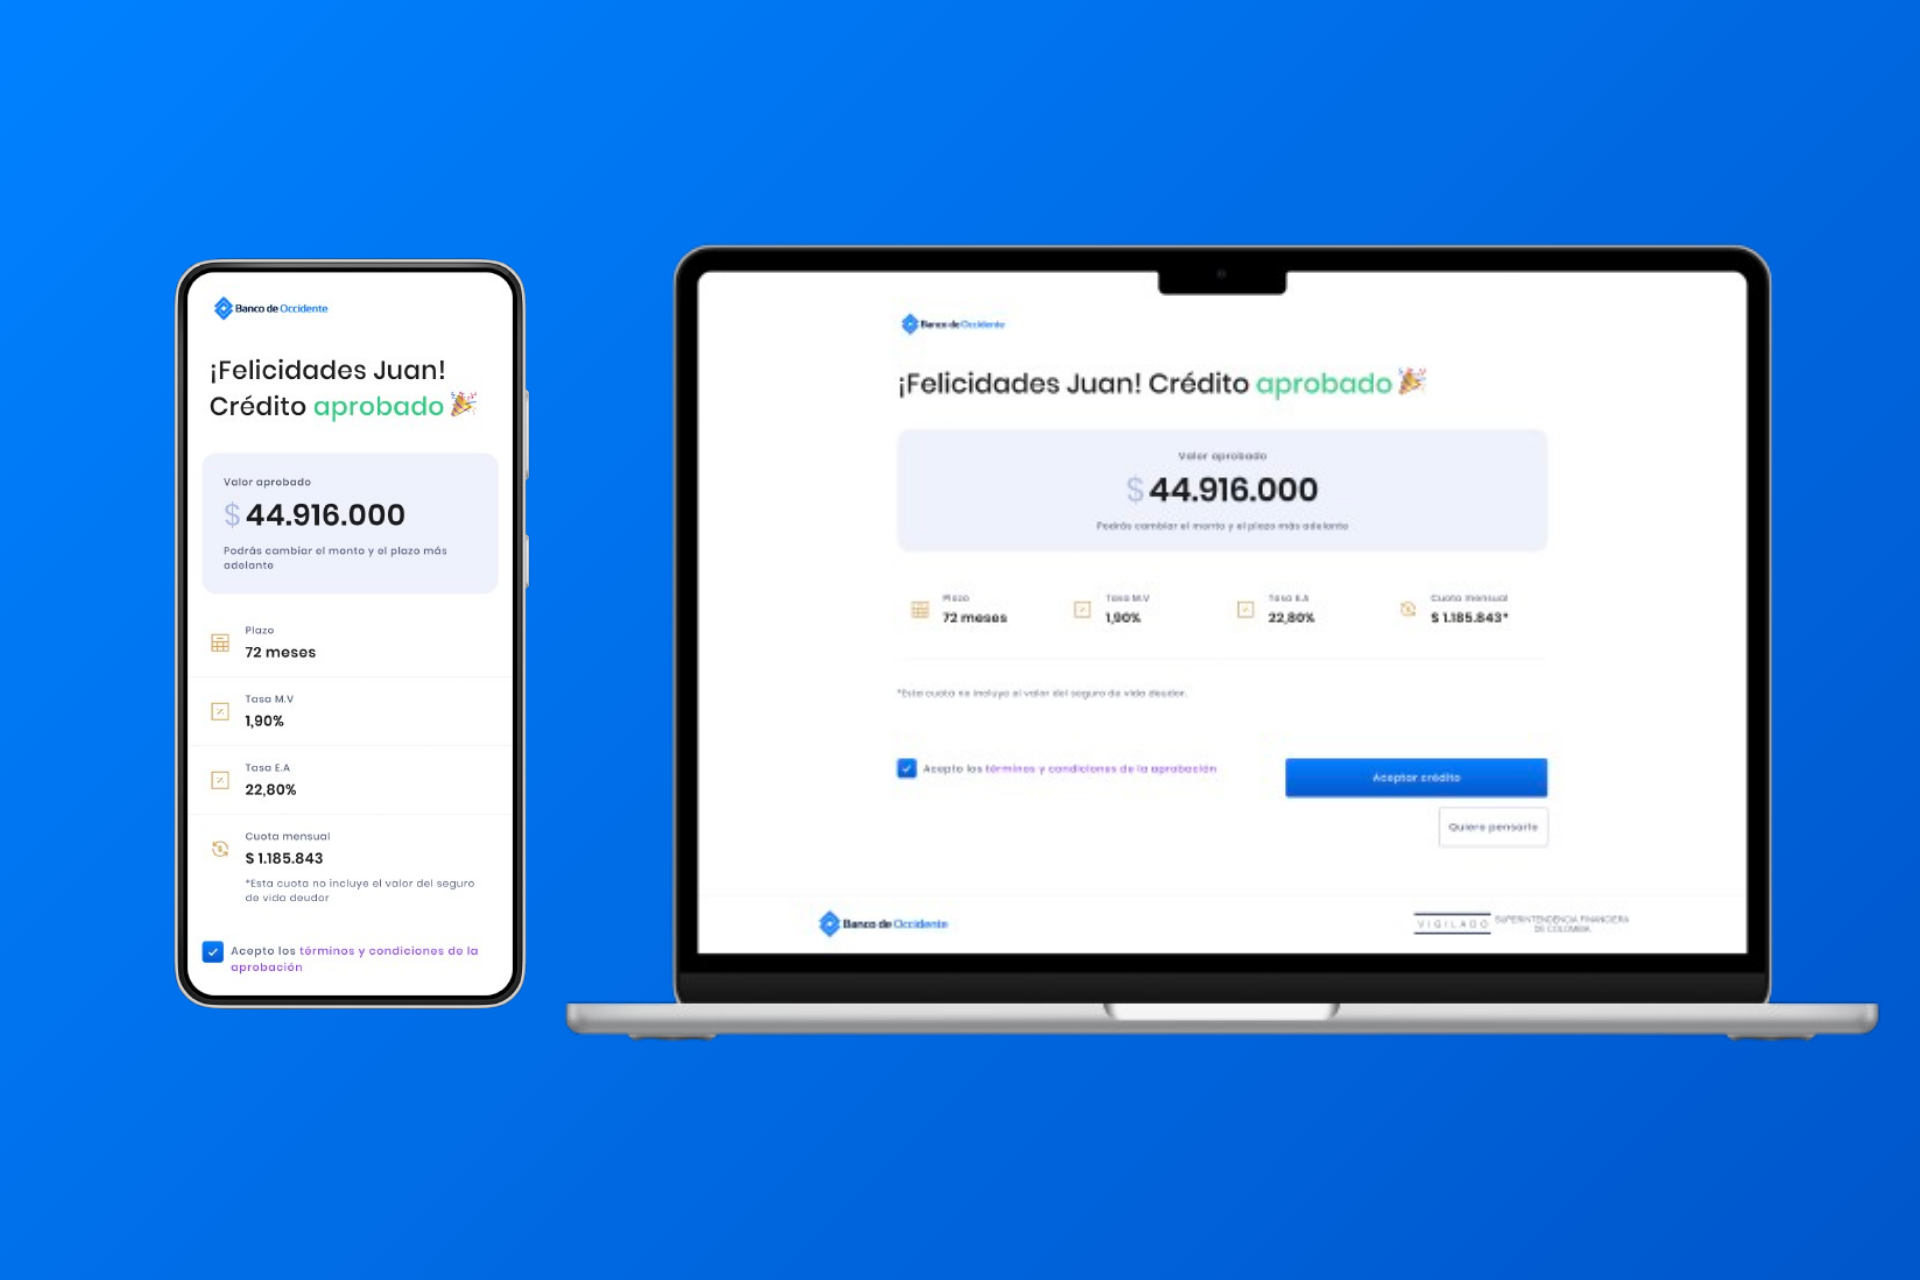 Banco de Occidente
¡Felicidades Juan!
Crédito aprobado
Valor aprobado
$ 44.916.000
Podrás cambiar el monto y el plazo más
adelante
Plazo
72 meses
Tasa M.V
1,90%
Tasa E.A
22,80%
Cuota mensual
$ 1.185.843
*Esta cuota no incluye el valor del seguro
de vida deudor
Acepto los términos y condiciones de la
aprobación
Banco de Occidente
¡Felicidades Juan! Crédito aprobado
Valor aprobado
$ 44.916.000
Podrás cambiar el monto y el plazo más adelante
Plazo
72 meses
Tasa M.V
1,90%
Tasa E.A
22,80%
Cuota mensual
$ 1.185.843*
*Esta cuota no incluye el valor del seguro de vida deudor.
Acepto los términos y condiciones de la aprobación
Aceptar crédito
Quiero pensarlo
Banco de Occidente
VIGILADO
SUPERINTENDENCIA FINANCIERA
DE COLOMBIA